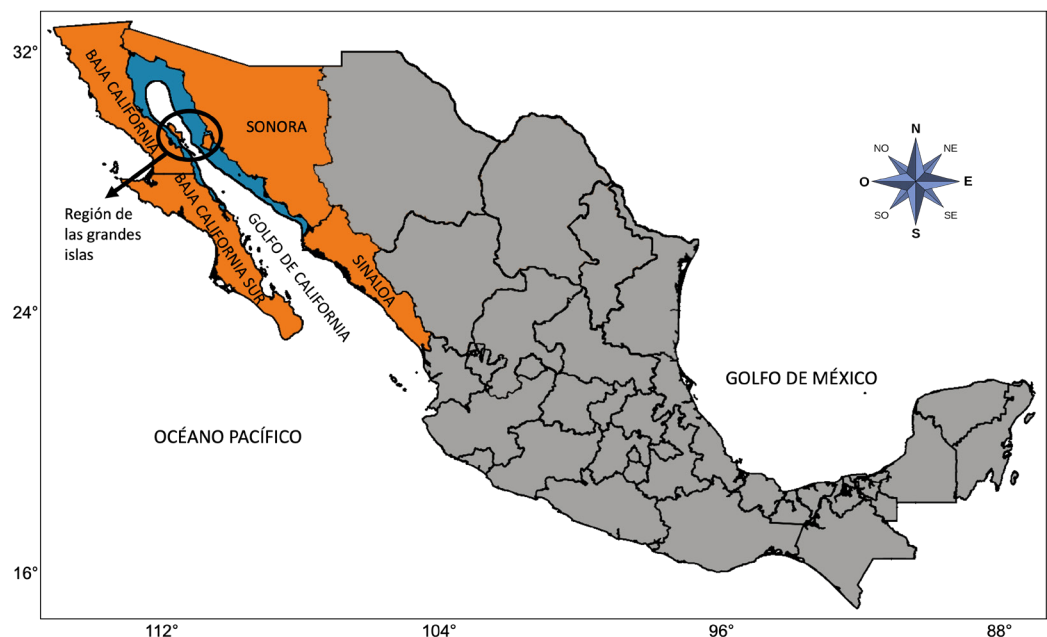 32°
BAJA CALIFORNIA
SONORA
N
NO
NE
O
E
SO
SE
S
Región de
las grandes
islas
BAJA CALIFORNIA SUR
GOLFO DE CALIFORNIA
SINALOA
24°
GOLFO DE MÉXICO
OCÉANO PACÍFICO
16°
112°
104°
96°
88°